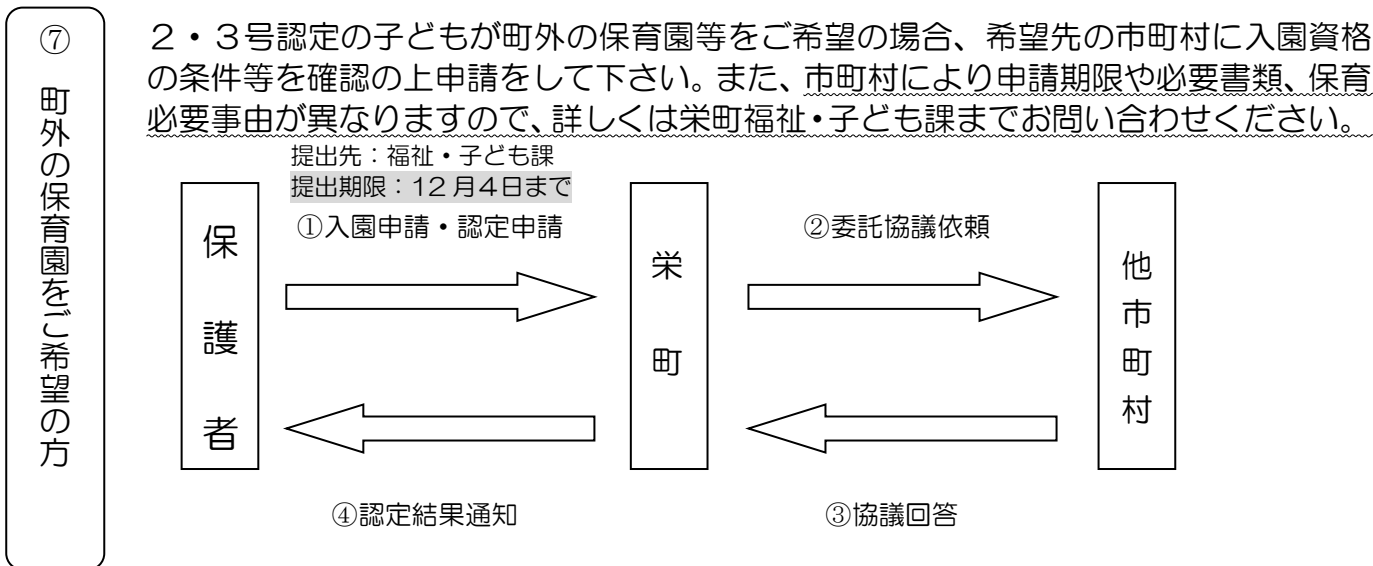 ⑦　町外の保育園をご希望の方
２・３号認定の子どもが町外の保育園等をご希望の場合、希望先の市町村に入園資格
の条件等を確認の上申請をして下さい。また、市町村により申請期限や必要書類、保育
必要事由が異なりますので、詳しくは栄町福祉・子ども課までお問い合わせください。
提出先：福祉・子ども課
提出期限：12月４日まで
①入園申請・認定申請
②委託協議依頼
保護者
栄町
他市町村
④認定結果通知
③協議回答